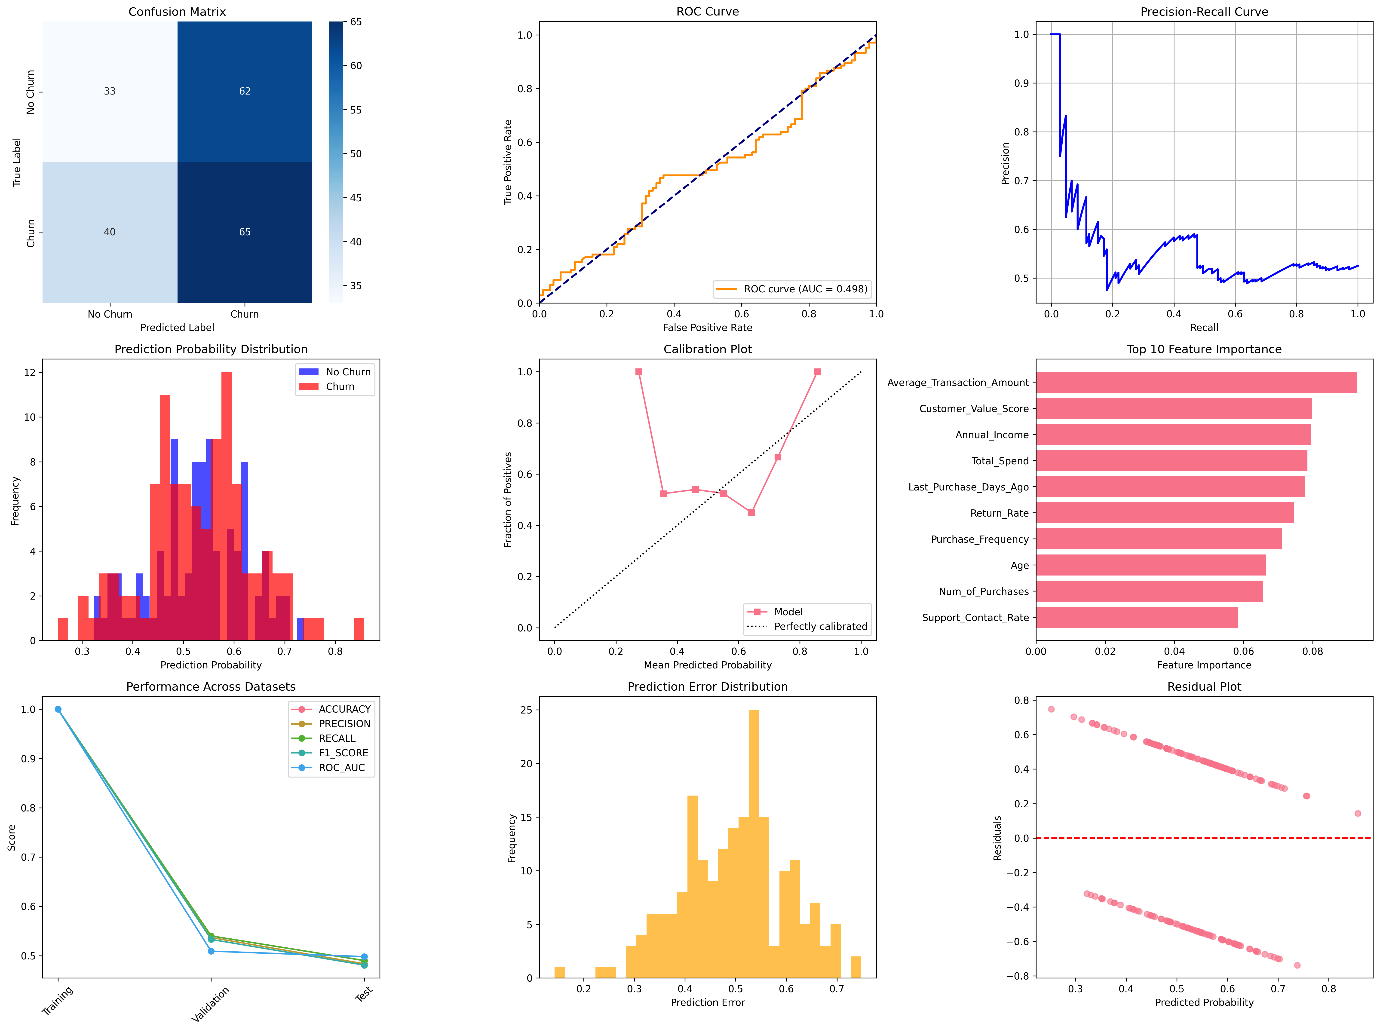 Confusion Matrix
No Churn
Churn
True Label
33
62
40
65
No Churn
Churn
Predicted Label
65
60
55
50
45
40
35
ROC Curve
True Positive Rate
1.0
0.8
0.6
0.4
0.2
0.0
ROC curve (AUC = 0.498)
0.0
0.2
0.4
0.6
0.8
1.0
False Positive Rate
Precision-Recall Curve
Precision
1.0
0.9
0.8
0.7
0.6
0.5
0.0
0.2
0.4
0.6
0.8
1.0
Recall
Prediction Probability Distribution
Frequency
12
10
8
6
4
2
0
No Churn
Churn
0.3
0.4
0.5
0.6
0.7
0.8
Prediction Probability
Calibration Plot
Fraction of Positives
1.0
0.8
0.6
0.4
0.2
0.0
Model
Perfectly calibrated
0.0
0.2
0.4
0.6
0.8
1.0
Mean Predicted Probability
Top 10 Feature Importance
Average_Transaction_Amount
Customer_Value_Score
Annual_Income
Total_Spend
Last_Purchase_Days_Ago
Return_Rate
Purchase_Frequency
Age
Num_of_Purchases
Support_Contact_Rate
0.00
0.02
0.04
0.06
0.08
Feature Importance
Performance Across Datasets
Score
1.0
0.9
0.8
0.7
0.6
0.5
ACCURACY
PRECISION
RECALL
F1_SCORE
ROC_AUC
Training
Validation
Test
Prediction Error Distribution
Frequency
25
20
15
10
5
0
0.2
0.3
0.4
0.5
0.6
0.7
Prediction Error
Residual Plot
Residuals
0.8
0.6
0.4
0.2
0.0
−0.2
−0.4
−0.6
−0.8
0.3
0.4
0.5
0.6
0.7
0.8
Predicted Probability